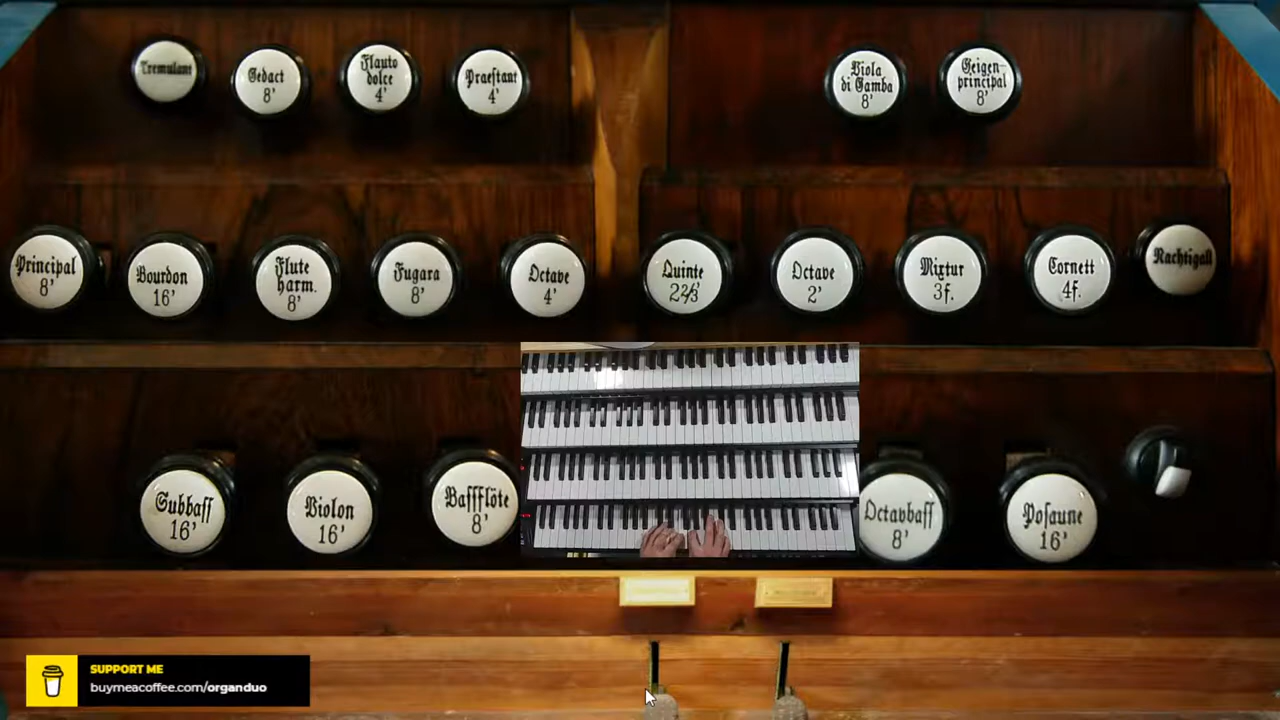 Tremulant
Gedact
8'
Flauto
dolce
4'
Praestant
4'
Viola
di Gamba
8'
Geigen-
principal
8'
Principal
8'
Bourdon
16'
Flute
harm.
8'
Fugara
8'
Octave
4'
Quinte
2 2/3
Octave
2'
Mixtur
3f.
Cornett
4f.
Nachtigall
Subbaſſ
16'
Violon
16'
Baſſflöte
8'
Octavbaſſ
8'
Poſaune
16'
SUPPORT ME
buymeacoffee.com/organduo